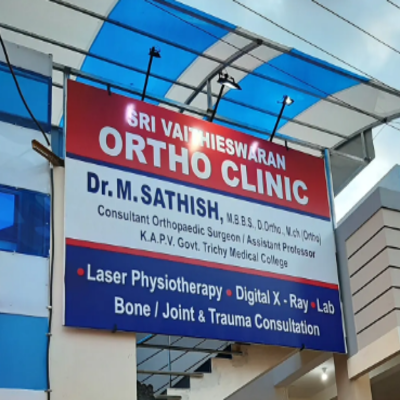 SRI VAITHIESWARAN
ORTHO CLINIC
Dr.M.SATHISH, M.B.B.S., D.Ortho., M.ch (Ortho)
Consultant Orthopaedic Surgeon / Assistant Professor
K.A.P.V. Govt. Trichy Medical College
• Laser Physiotherapy • Digital X - Ray • Lab
Bone / Joint & Trauma Consultation